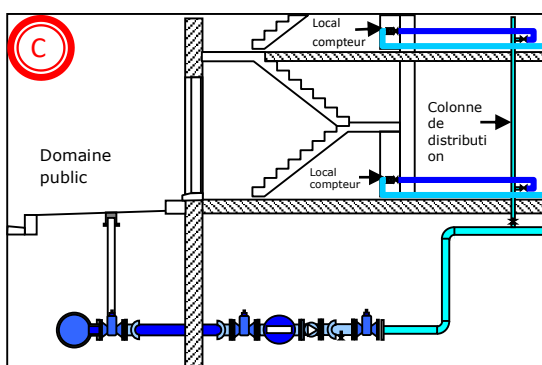 C
Local
compteur
Colonne
de
distributi
on
Domaine
public
Local
compteur